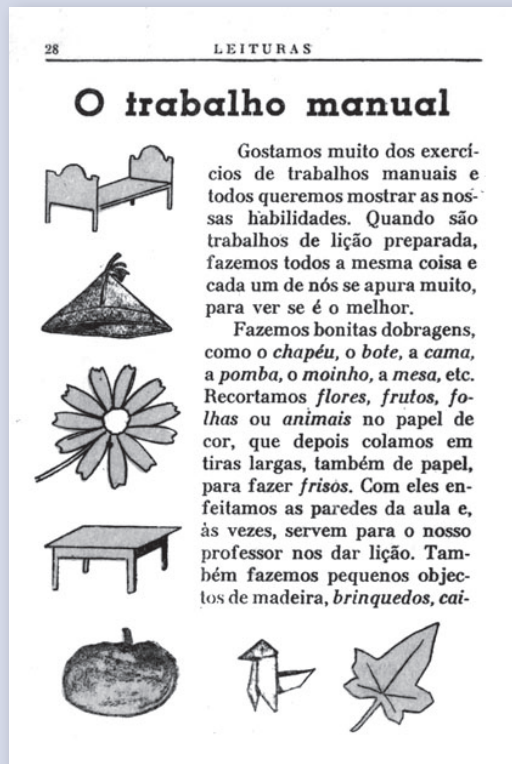 28 LEITURAS
O trabalho manual
Gostamos muito dos exercí-
cios de trabalhos manuais e
todos queremos mostrar as nos-
sas habilidades. Quando são
trabalhos de lição preparada,
fazemos todos a mesma coisa e
cada um de nós se apura muito,
para ver se é o melhor.
Fazemos bonitas dobragens,
como o chapéu, o bote, a cama,
a pomba, o moinho, a mesa, etc.
Recortamos flores, frutos, fo-
lhas ou animais no papel de
cor, que depois colamos em
tiras largas, também de papel,
para fazer frisos. Com eles en-
feitamos as paredes da aula e,
às vezes, servem para o nosso
professor nos dar lição. Tam-
bém fazemos pequenos objec-
tos de madeira, brinquedos, cai-